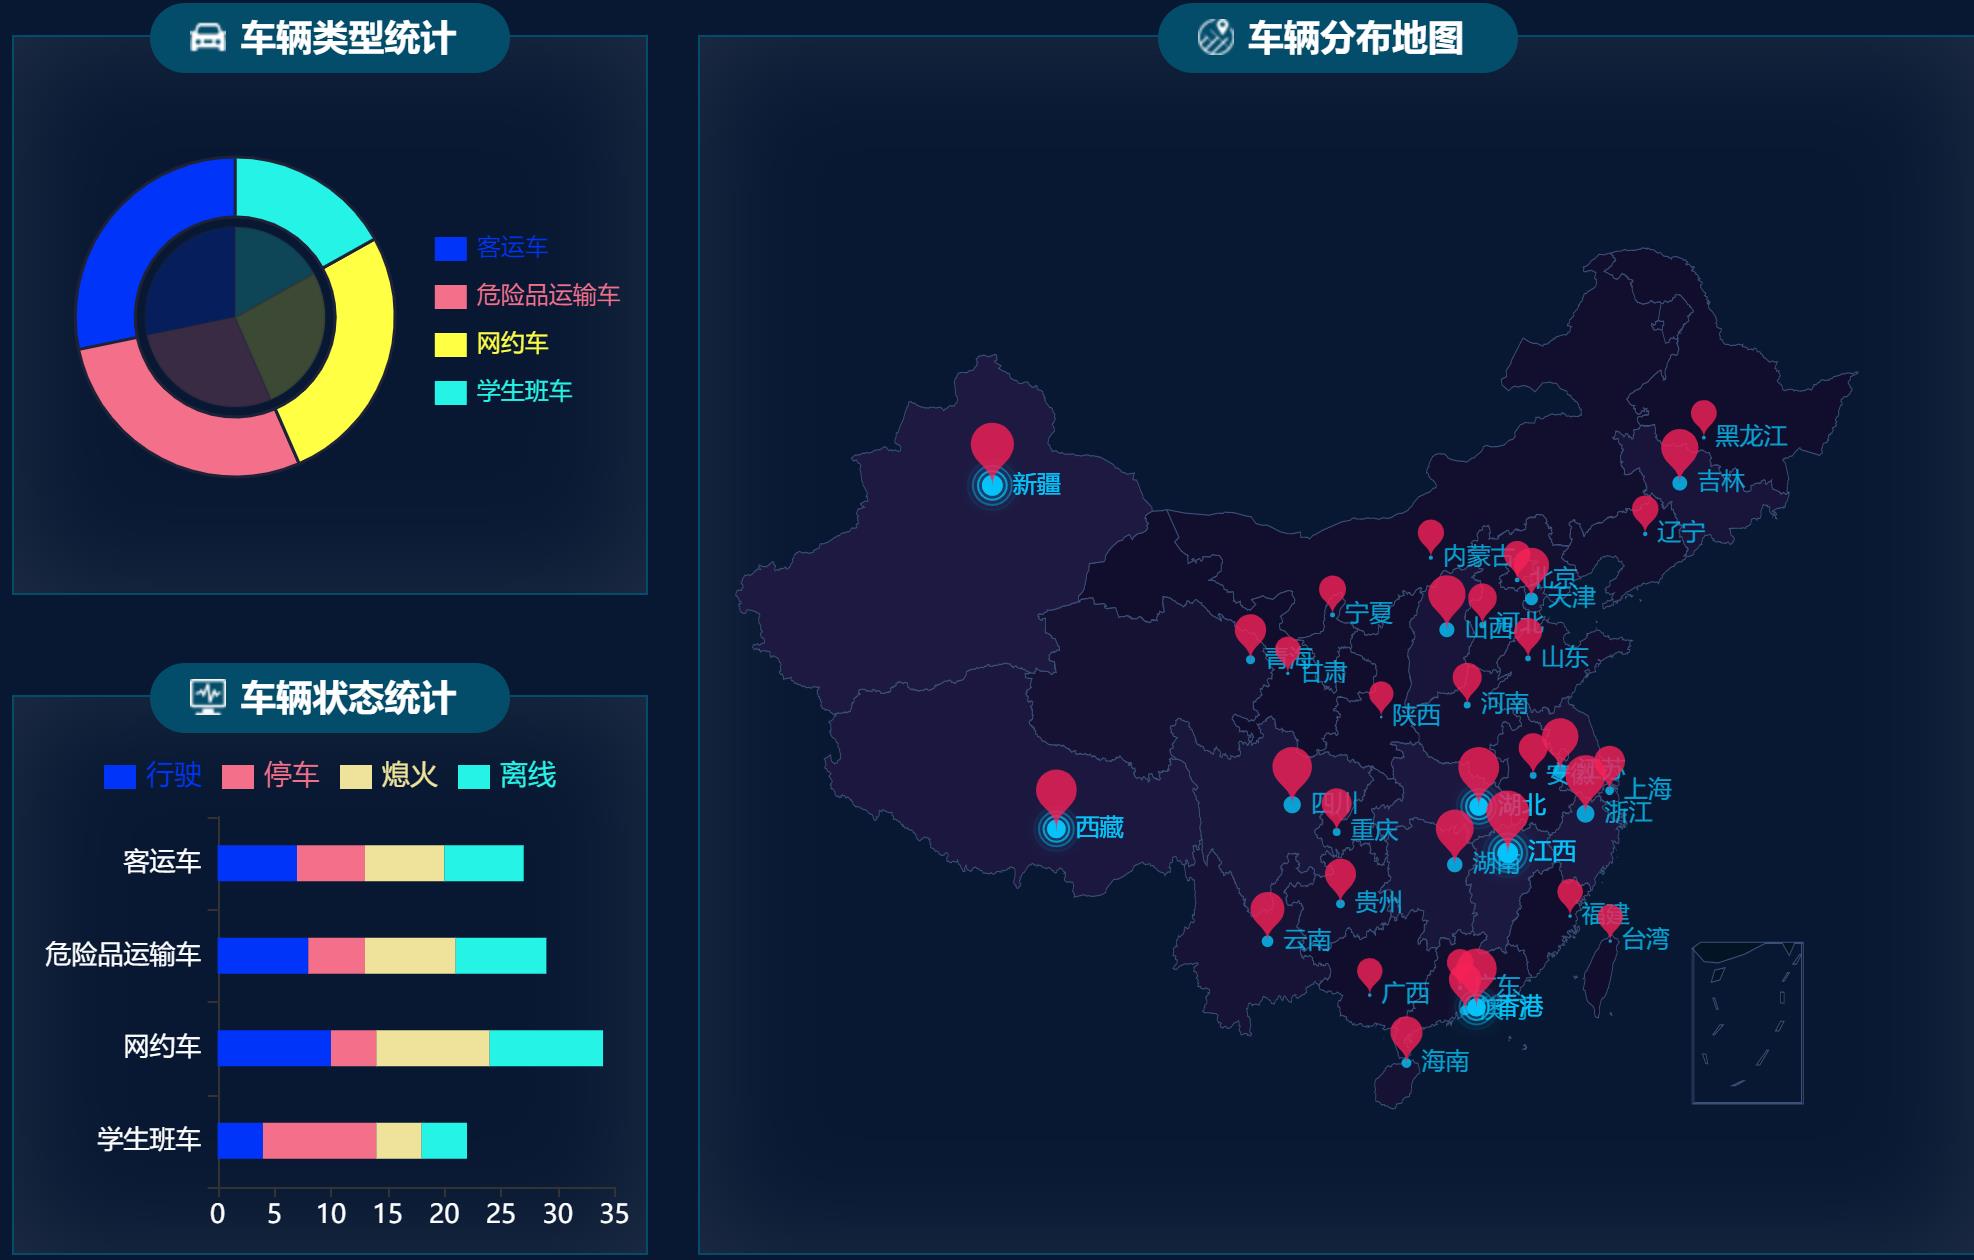 车辆类型统计
客运车
危险品运输车
网约车
学生班车
车辆状态统计
行驶 停车 熄火 离线
客运车
危险品运输车
网约车
学生班车
0 5 10 15 20 25 30 35
车辆分布地图
黑龙江
吉林
新疆
辽宁
内蒙古
北京
天津
宁夏
河北
山西
山东
青海
甘肃
河南
陕西
安徽
江苏
上海
四川
湖北
浙江
西藏
重庆
江西
湖南
贵州
福建
云南
台湾
广东
广西
香港
澳门
海南